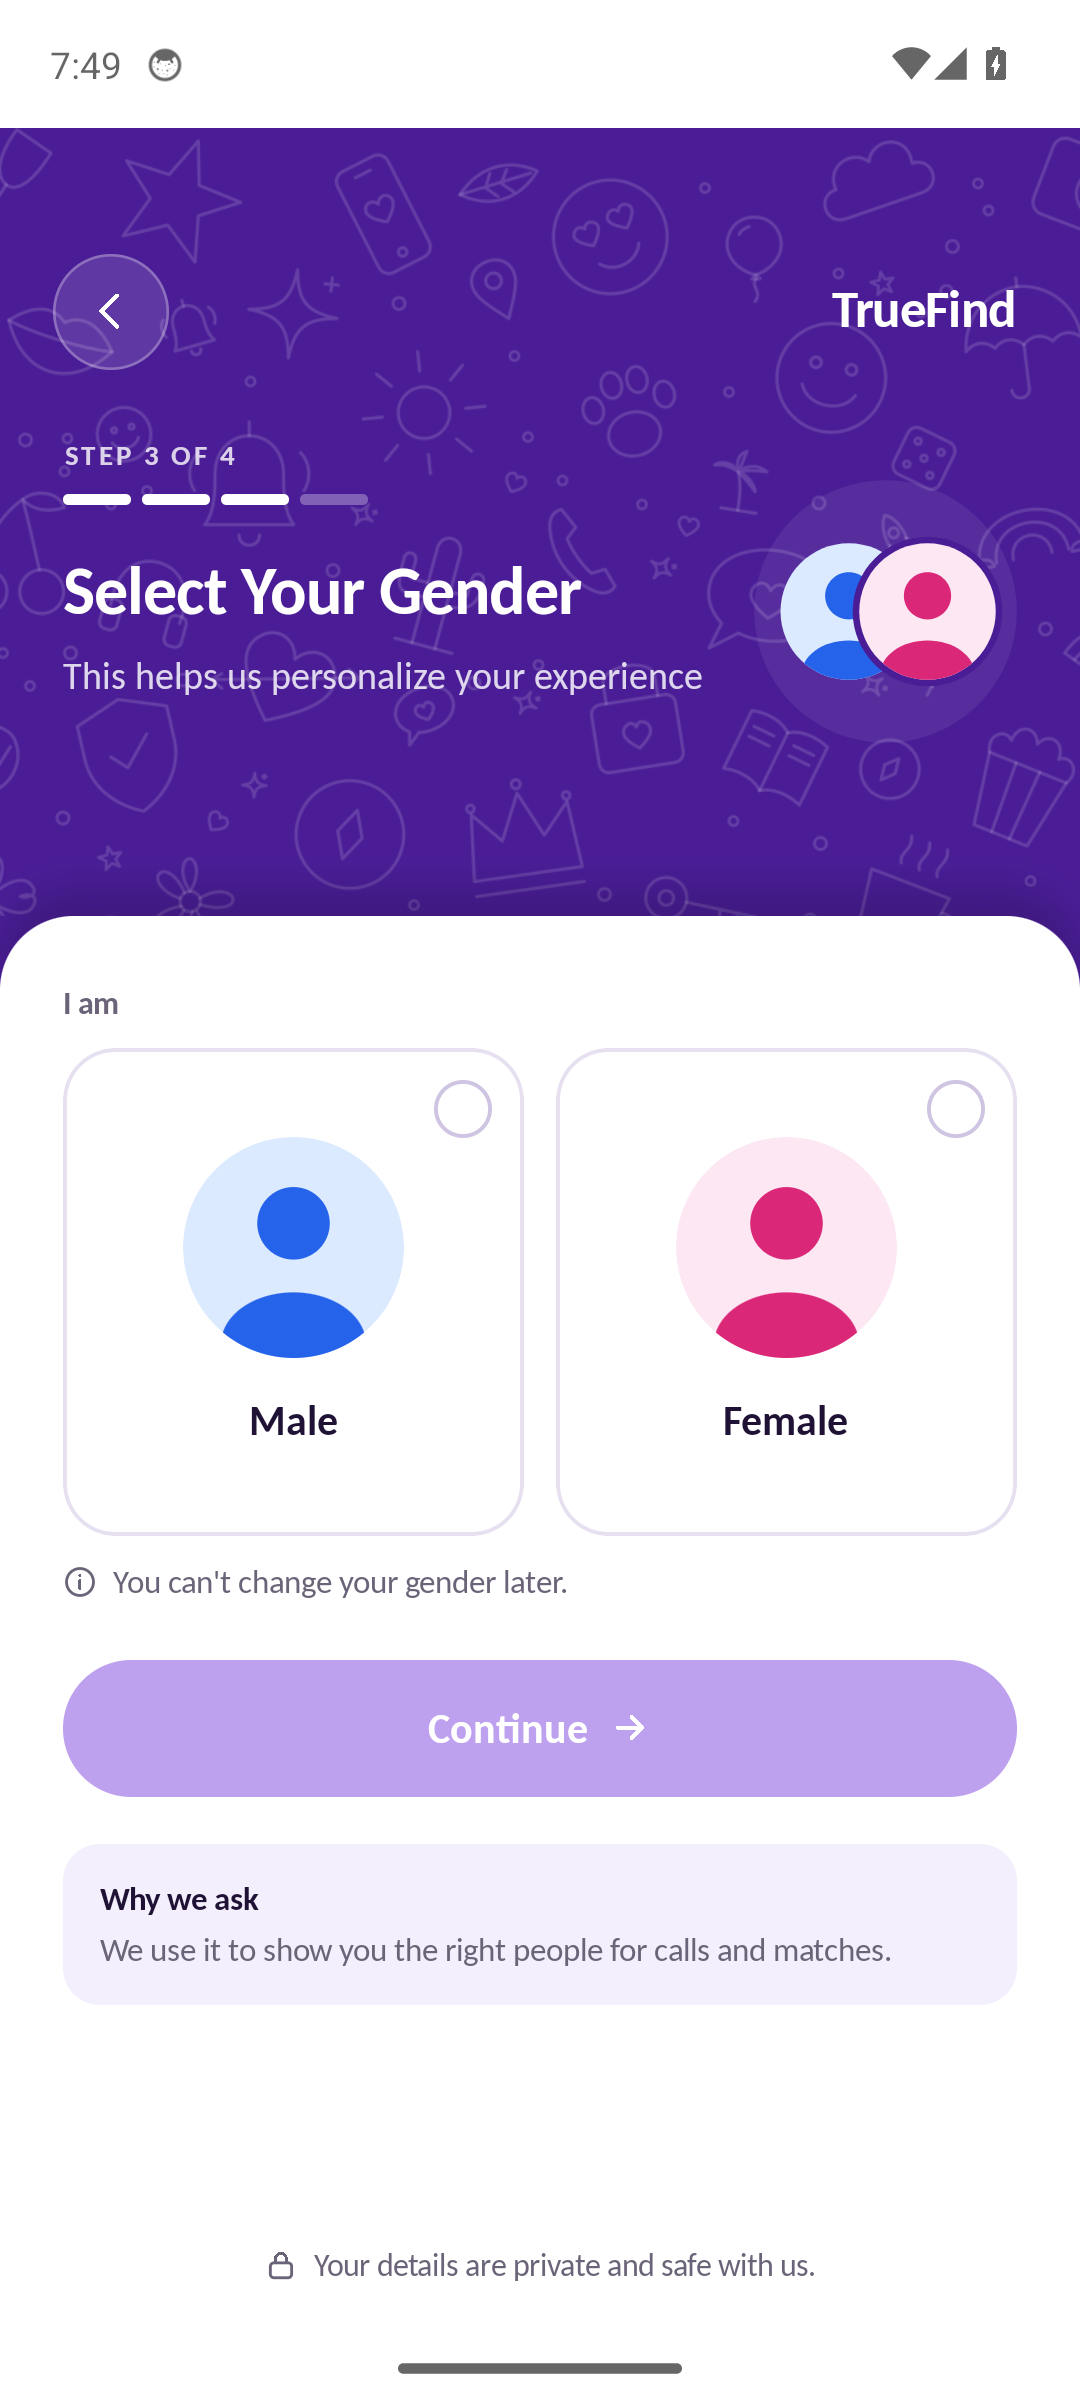 7:49
TrueFind
STEP 3 OF 4
Select Your Gender
This helps us personalize your experience
I am
Male
Female
You can't change your gender later.
Continue
Why we ask
We use it to show you the right people for calls and matches.
Your details are private and safe with us.